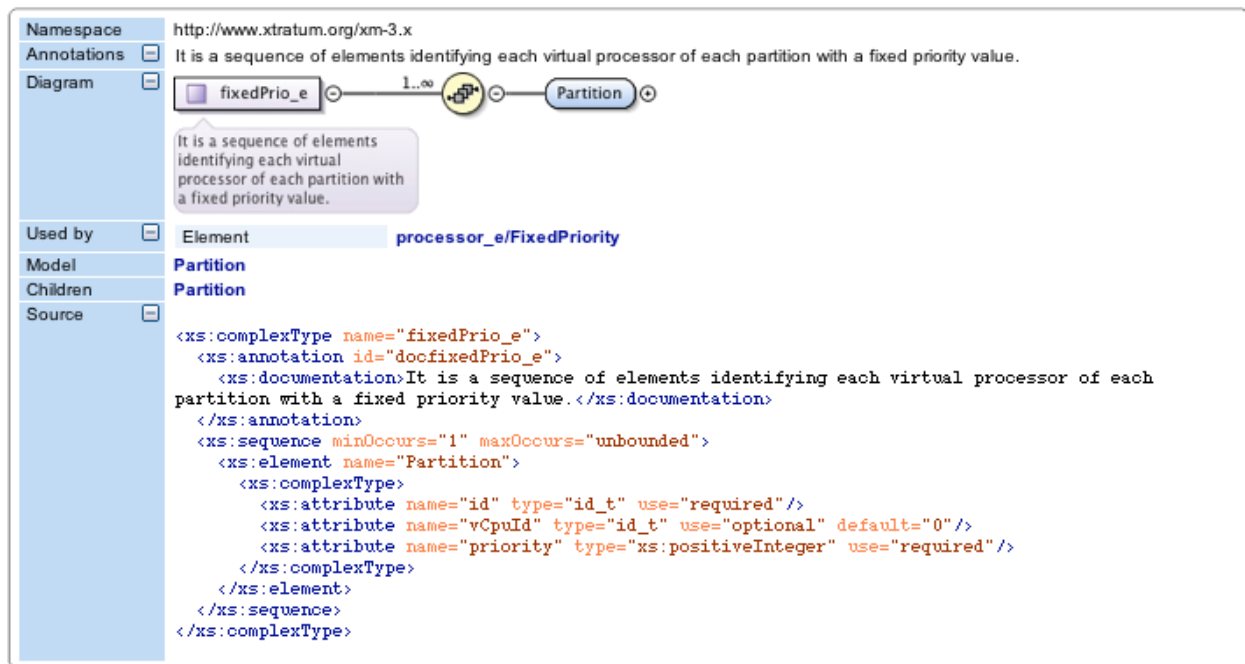 Namespace http://www.xtratum.org/xm-3.x
Annotations It is a sequence of elements identifying each virtual processor of each partition with a fixed priority value.
Diagram
fixedPrio_e 1..∞ Partition
It is a sequence of elements
identifying each virtual
processor of each partition with
a fixed priority value.
Used by Element processor_e/FixedPriority
Model Partition
Children Partition
Source
<xs:complexType name="fixedPrio_e">
  <xs:annotation id="docfixedPrio_e">
    <xs:documentation>It is a sequence of elements identifying each virtual processor of each
partition with a fixed priority value.</xs:documentation>
  </xs:annotation>
  <xs:sequence minOccurs="1" maxOccurs="unbounded">
    <xs:element name="Partition">
      <xs:complexType>
        <xs:attribute name="id" type="id_t" use="required"/>
        <xs:attribute name="vCpuId" type="id_t" use="optional" default="0"/>
        <xs:attribute name="priority" type="xs:positiveInteger" use="required"/>
      </xs:complexType>
    </xs:element>
  </xs:sequence>
</xs:complexType>